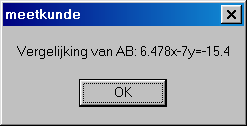 meetkunde
Vergelijking van AB: 6.478x-7y=-15.4
OK